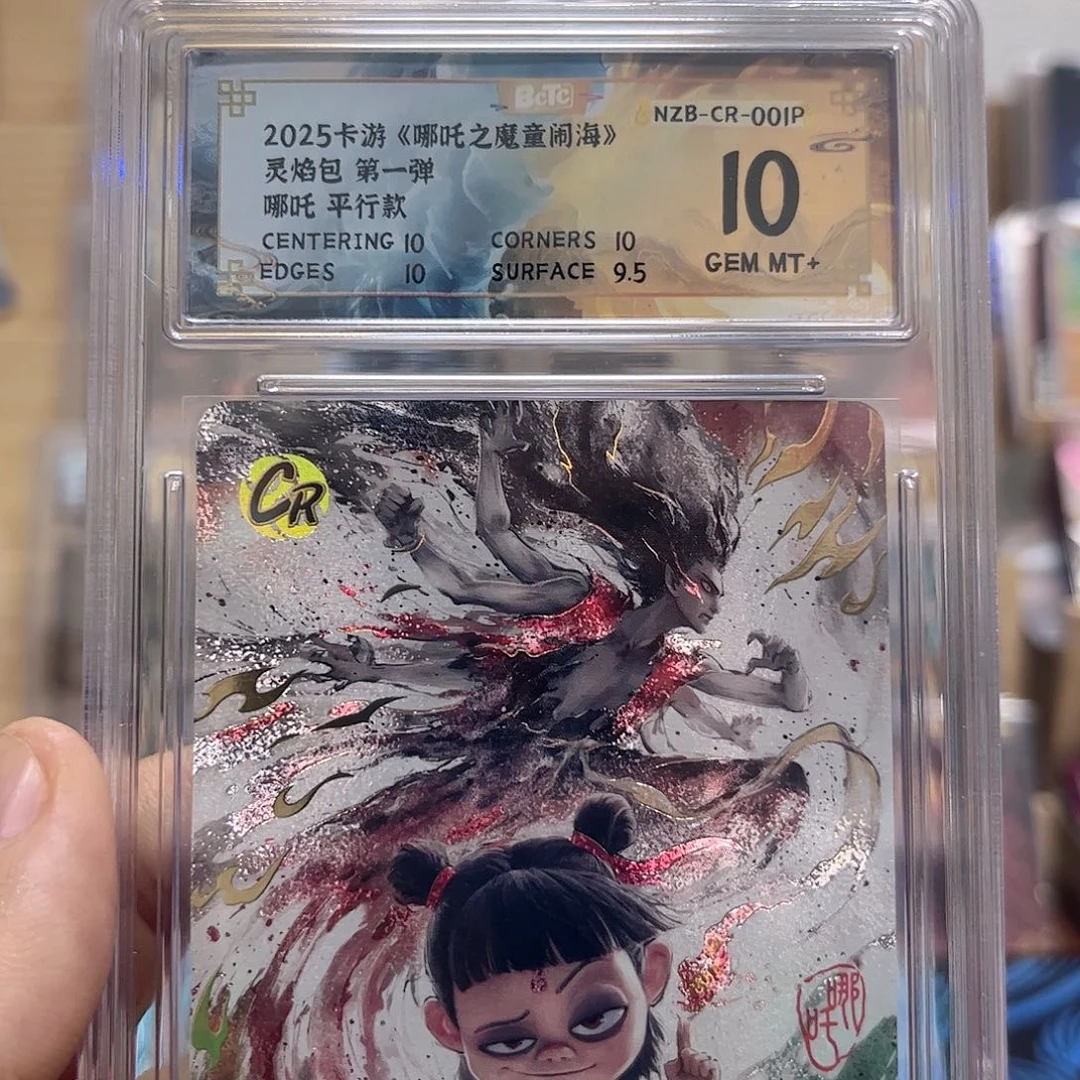 BCTC
NZB-CR-001P
2025卡游《哪吒之魔童闹海》
灵焰包 第一弹
哪吒 平行款
10
CENTERING 10 CORNERS 10
EDGES 10 SURFACE 9.5
GEM MT+
CR
哪吒